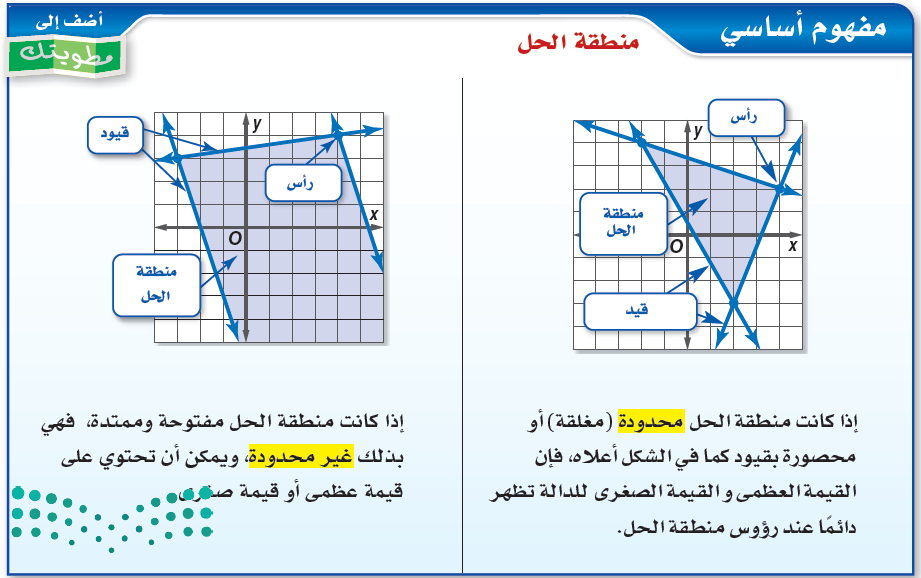 مفهوم أساسي
منطقة الحل
أضف إلى
مطويتك
رأس
y
منطقة
الحل
O
x
قيد
إذا كانت منطقة الحل محدودة (مغلقة) أو
محصورة بقيود كما في الشكل أعلاه، فإن
القيمة العظمى والقيمة الصغرى للدالة تظهر
دائمًا عند رؤوس منطقة الحل.
قيود
y
رأس
x
O
منطقة
الحل
إذا كانت منطقة الحل مفتوحة وممتدة، فهي
بذلك غير محدودة، ويمكن أن تحتوي على
قيمة عظمى أو قيمة صغرى